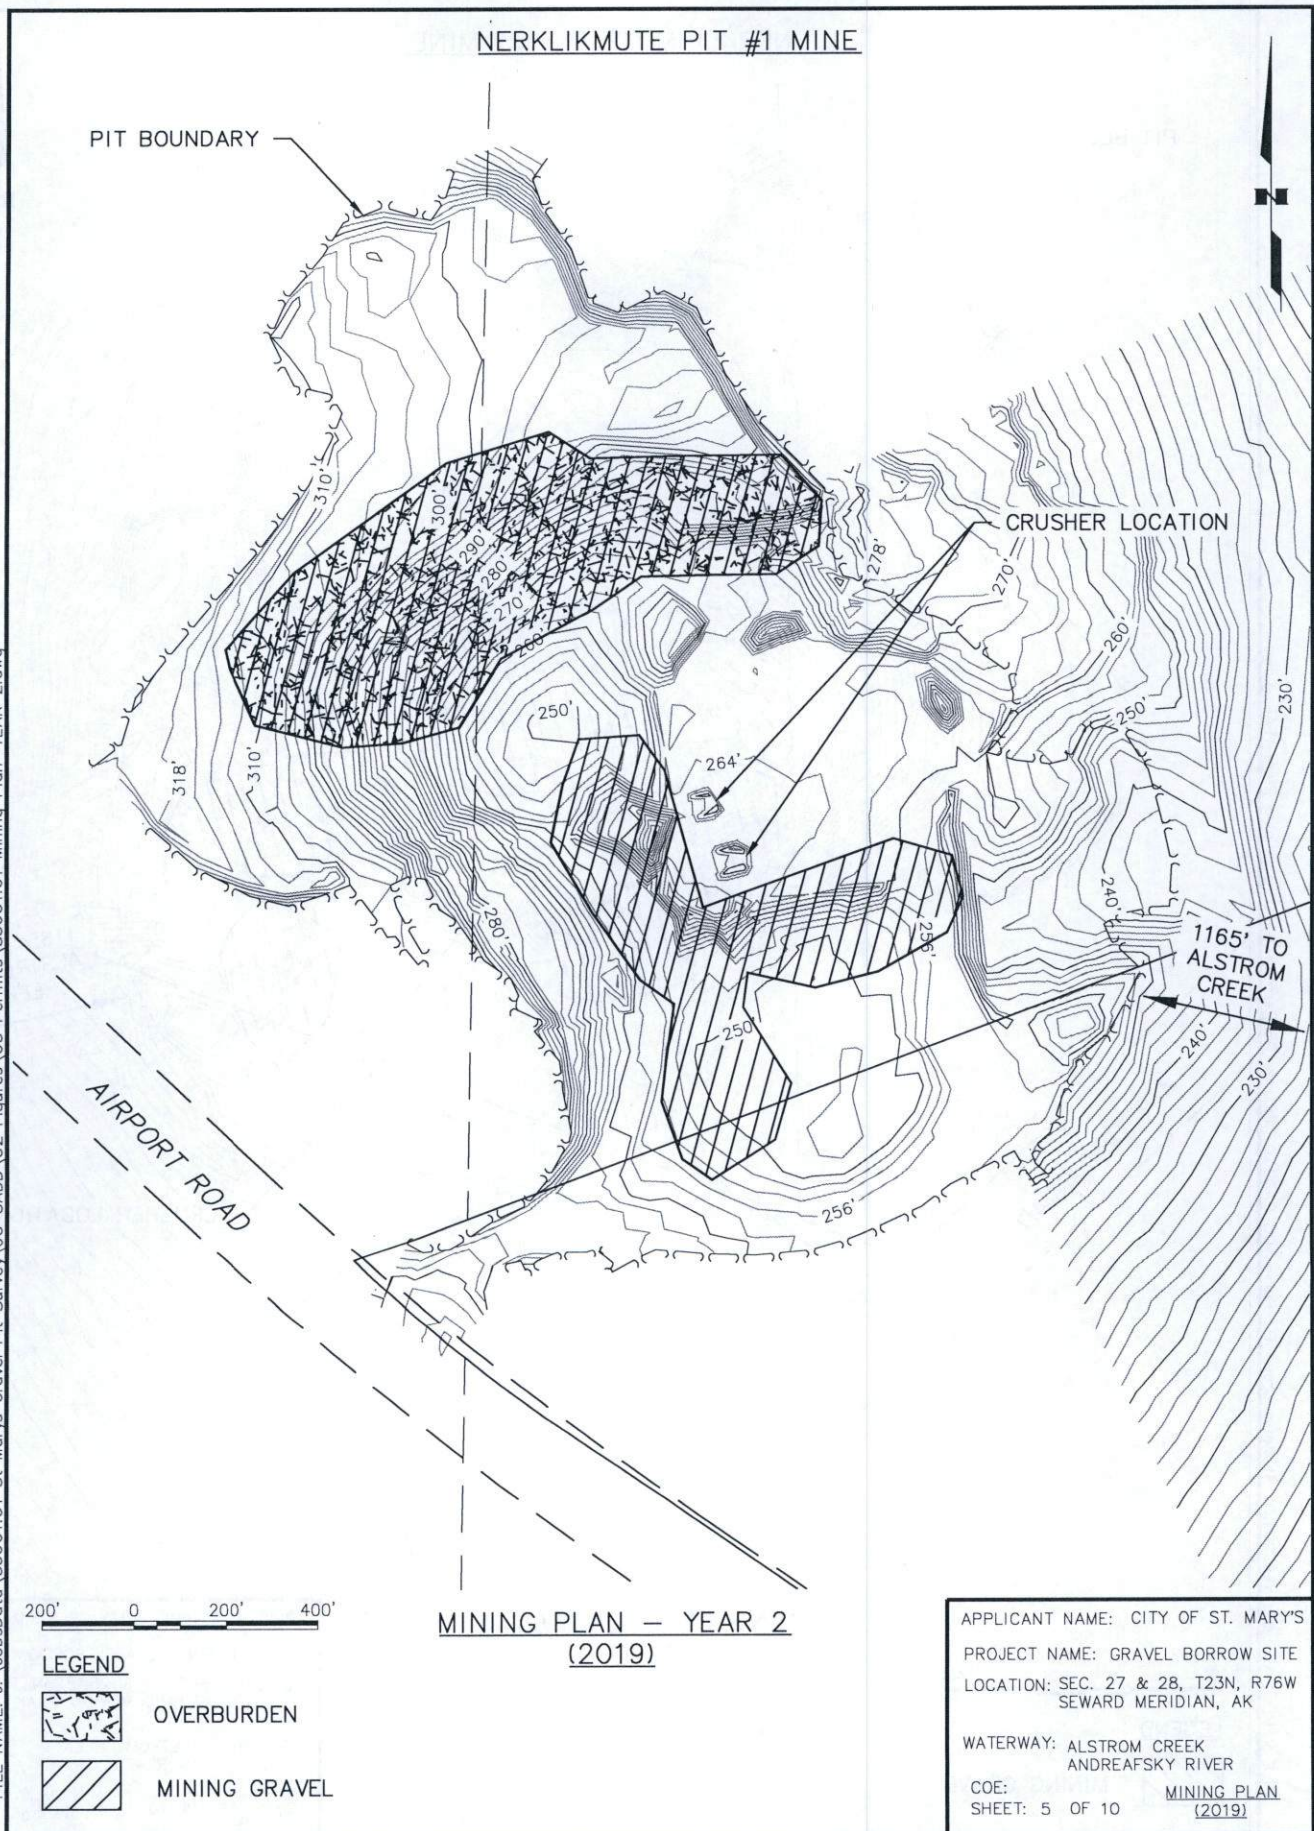 NERKLIKMUTE PIT #1 MINE
PIT BOUNDARY
N
310'
300'
290'
280'
270'
260'
CRUSHER LOCATION
278'
270'
260'
250'
230'
250'
264'
318'
310'
280'
256'
240'
1165' TO
ALSTROM
CREEK
250'
240'
230'
256'
AIRPORT ROAD
200' 0 200' 400'
MINING PLAN – YEAR 2
(2019)
LEGEND
OVERBURDEN
MINING GRAVEL
APPLICANT NAME: CITY OF ST. MARY'S
PROJECT NAME: GRAVEL BORROW SITE
LOCATION: SEC. 27 & 28, T23N, R76W
SEWARD MERIDIAN, AK
WATERWAY: ALSTROM CREEK
ANDREAFSKY RIVER
COE:
SHEET: 5 OF 10
MINING PLAN
(2019)